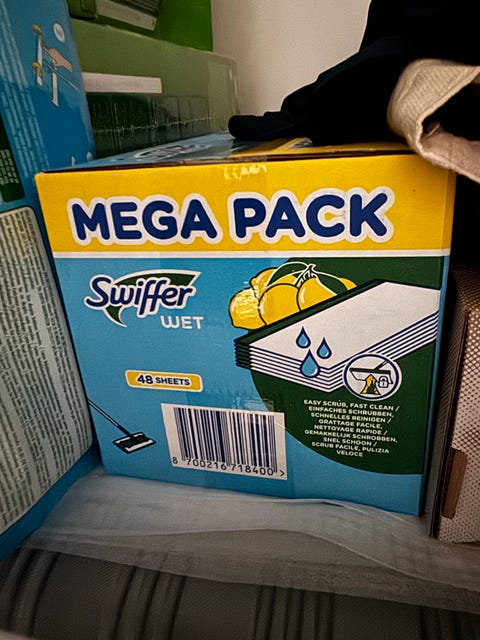 MEGA PACK
Swiffer
WET
48 SHEETS
EASY SCRUB, FAST CLEAN /
EINFACHES SCHRUBBEN,
SCHNELLES REINIGEN /
GRATTAGE FACILE,
NETTOYAGE RAPIDE /
GEMAKKELIJK SCHROBBEN,
SNEL SCHOON /
SCRUB FACILE, PULIZIA
VELOCE
8 700216 718400 >